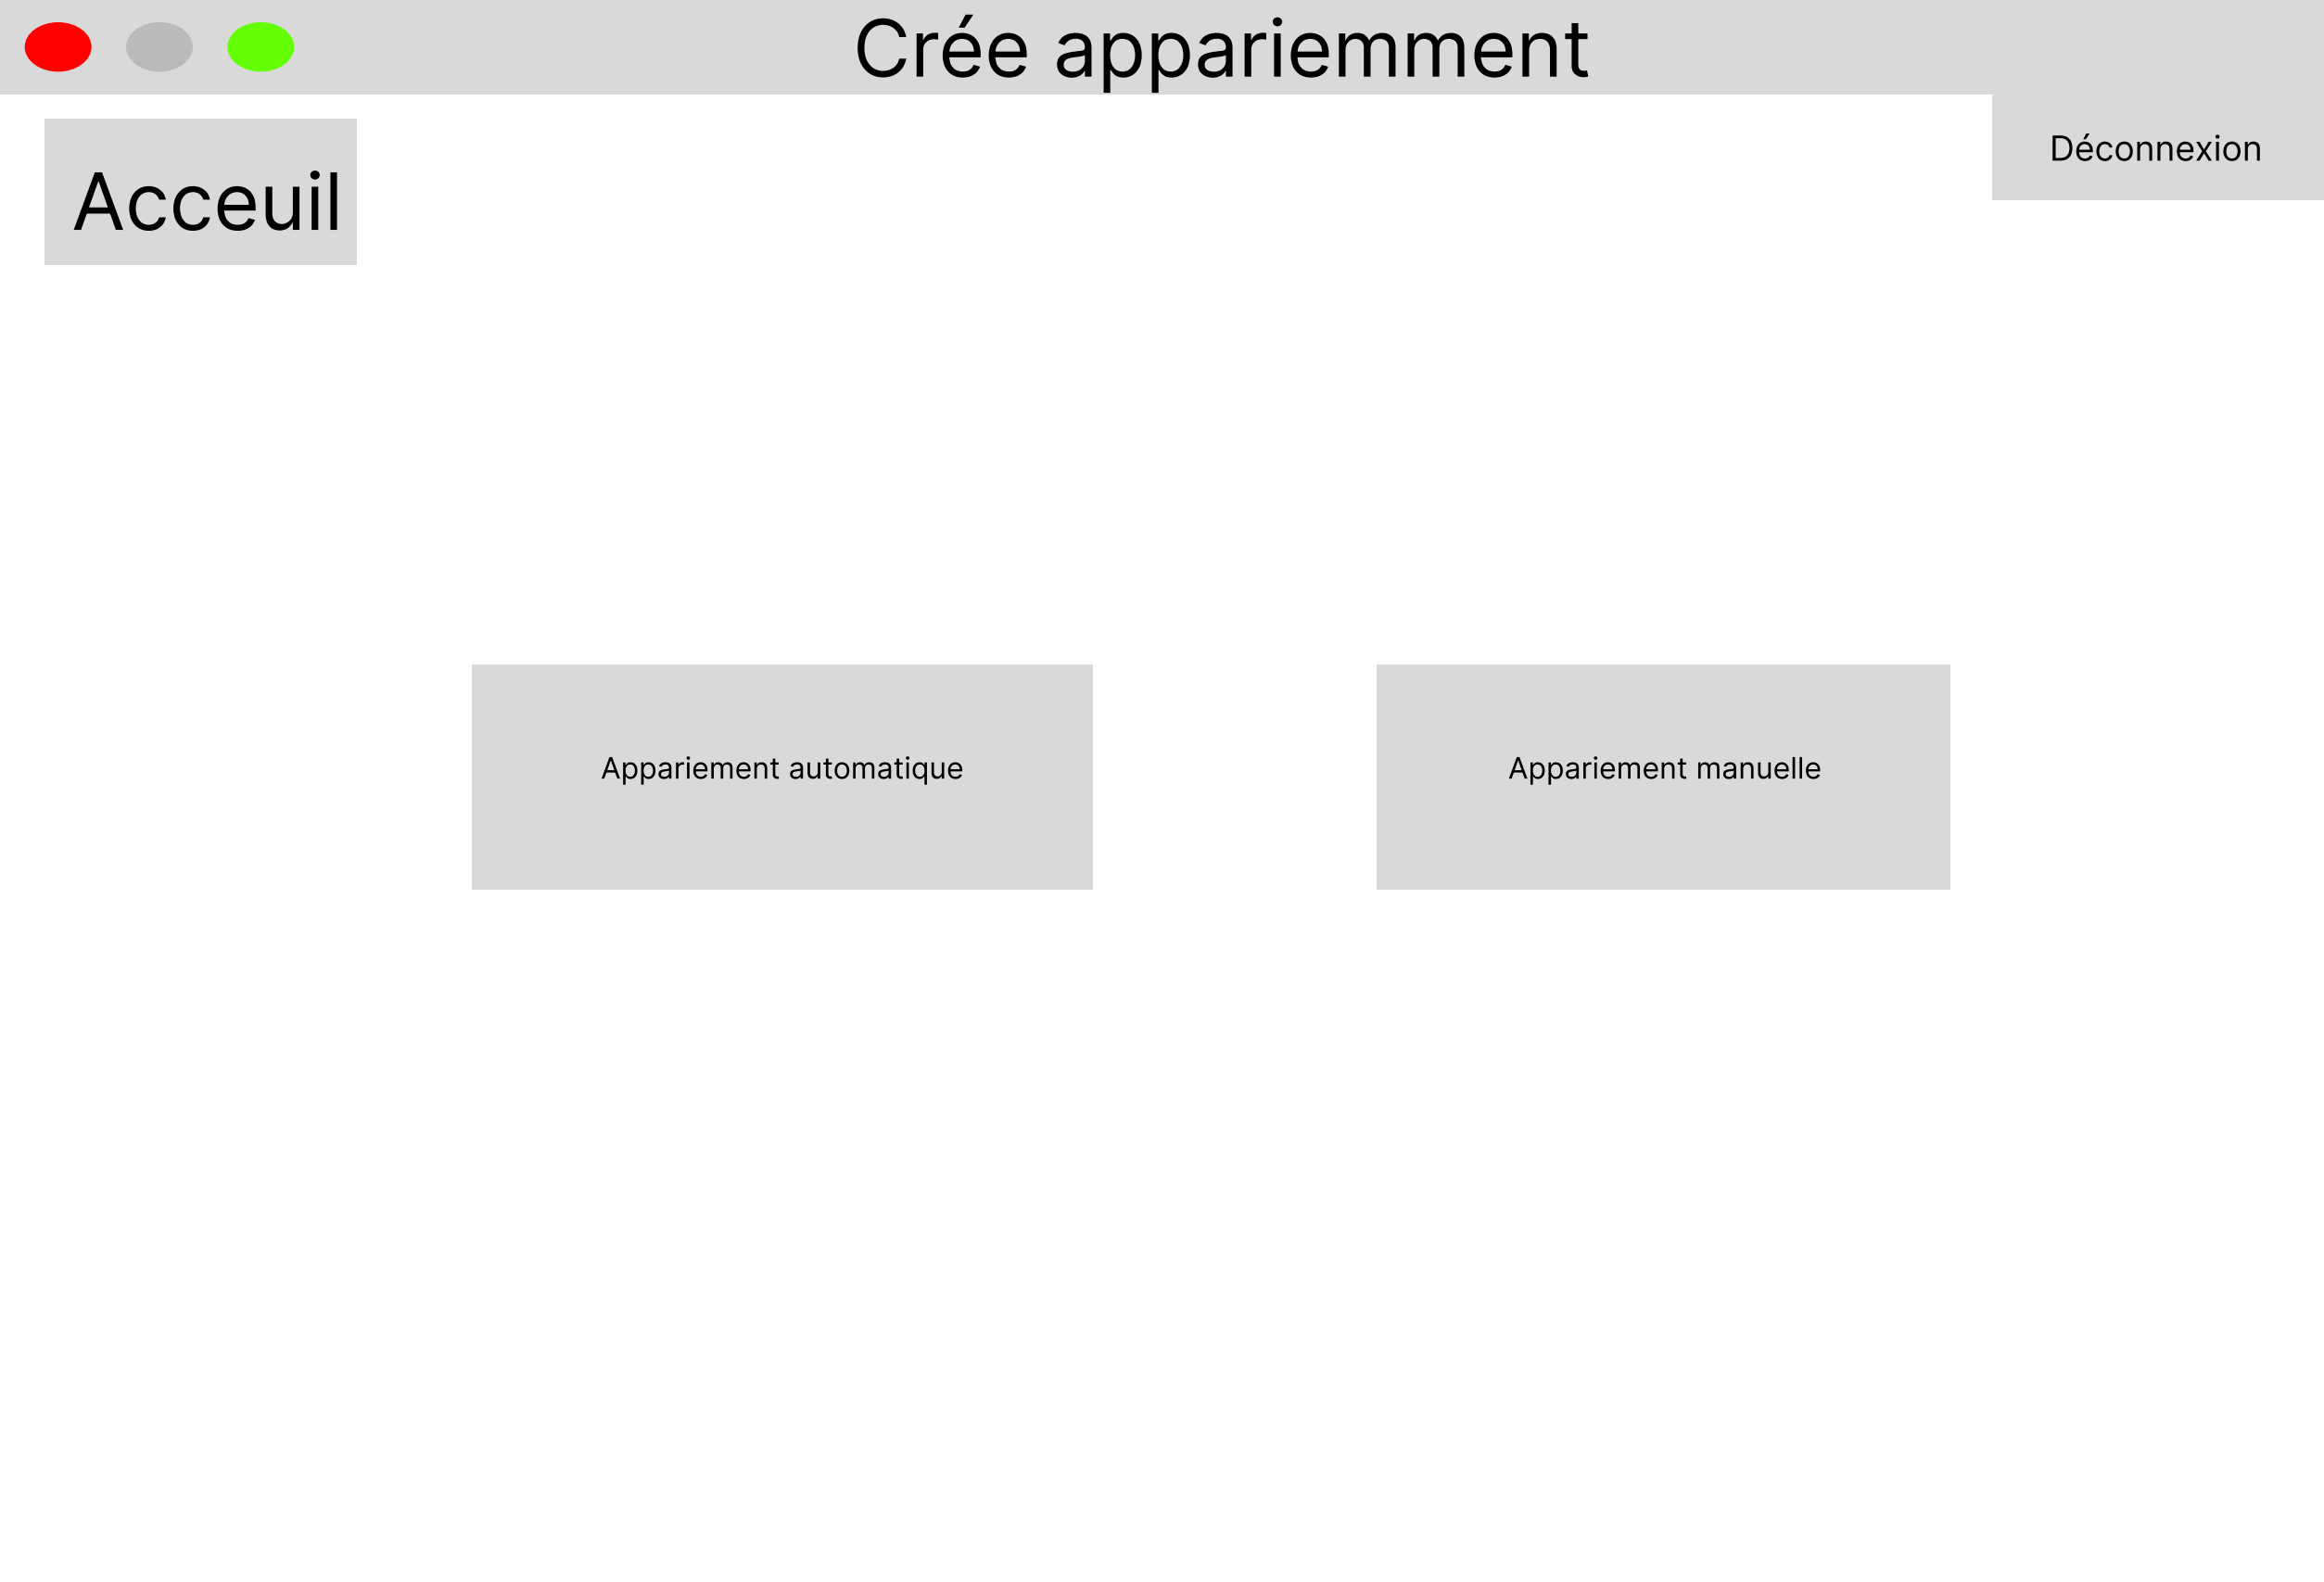 Crée appariemment
Déconnexion
Acceuil
Appariement automatique
Appariement manuelle